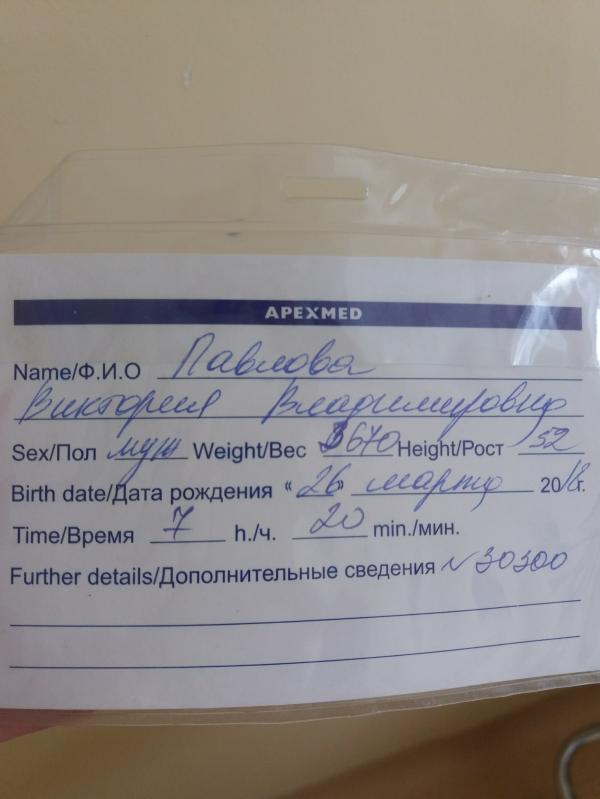 APEXMED
Name/Ф.И.О Павлова
Виктория Владимировна
Sex/Пол муж Weight/Вес 3670 Height/Рост 52
Birth date/Дата рождения “26” марта 2018г.
Time/Время 7 h./ч. 20 min./мин.
Further details/Дополнительные сведения N 30300